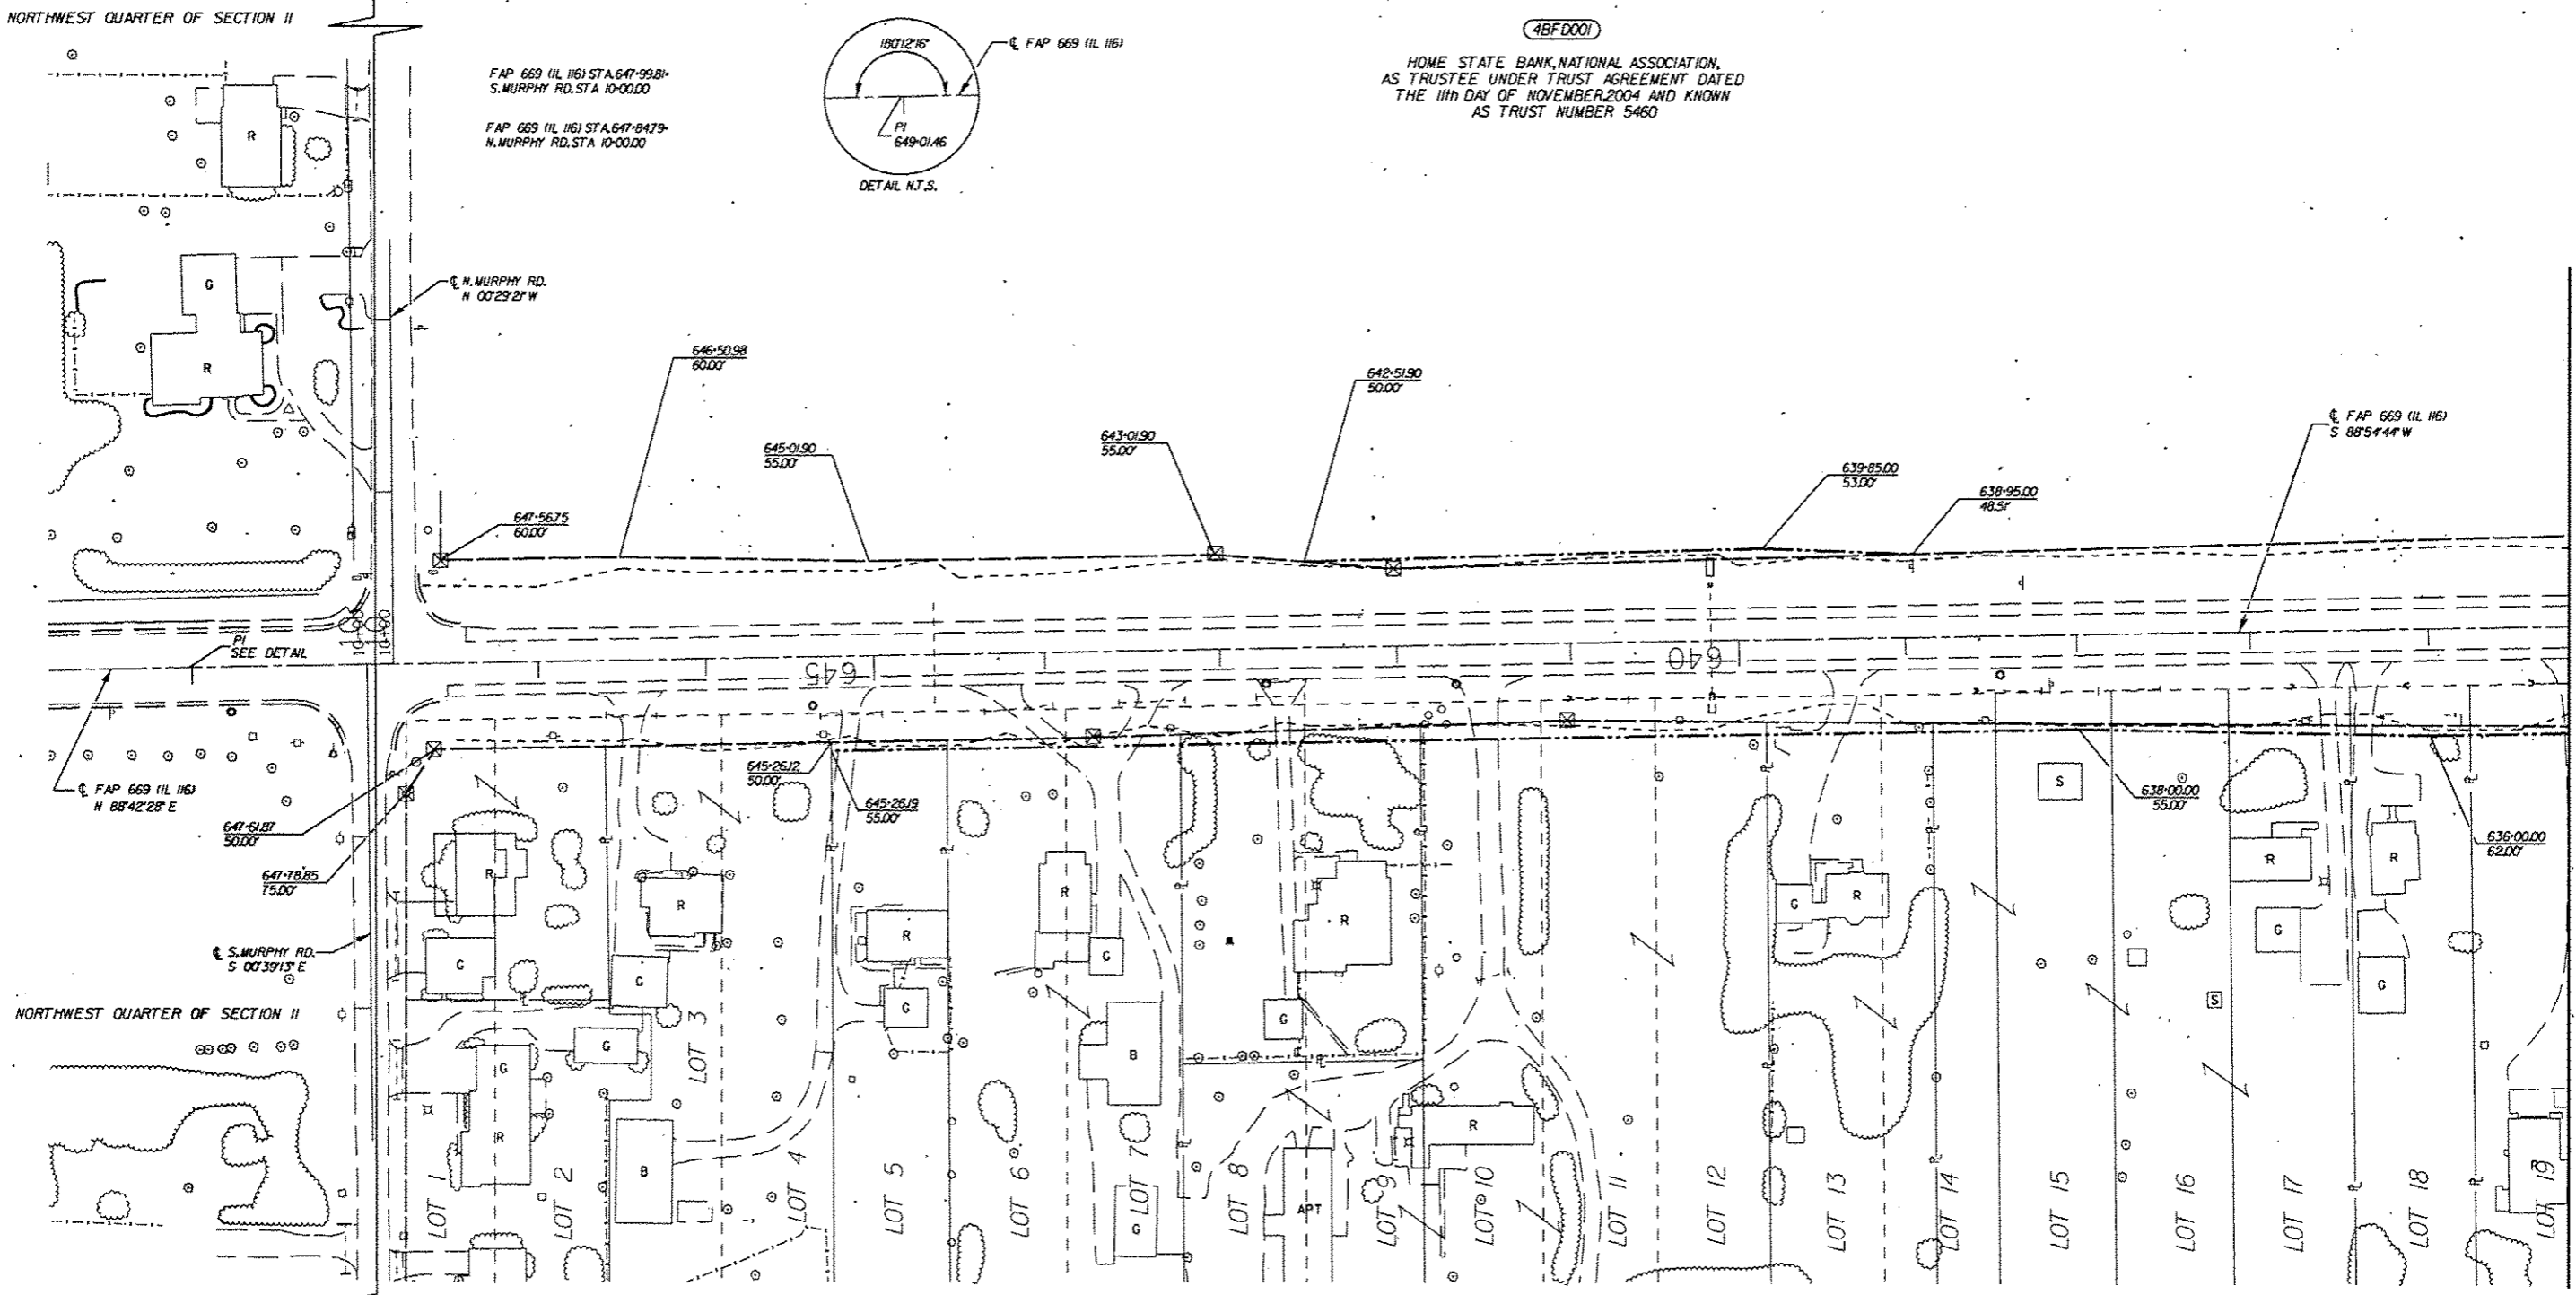 NORTHWEST QUARTER OF SECTION 11
FAP 669 (IL 116) STA.647+99.81=
S.MURPHY RD.STA 10+00.00
FAP 669 (IL 116) STA.647+84.79=
N.MURPHY RD.STA 10+00.00
180°12'16"
℄ FAP 669 (IL 116)
PI
649+01.46
DETAIL N.T.S.
4BFD001
HOME STATE BANK,NATIONAL ASSOCIATION,
AS TRUSTEE UNDER TRUST AGREEMENT DATED
THE 11th DAY OF NOVEMBER,2004 AND KNOWN
AS TRUST NUMBER 5460
R
G
R
℄ N.MURPHY RD.
N 00°29'21" W
646+50.98
60.00'
645+01.90
55.00'
643+01.90
55.00'
642+51.90
50.00'
639+85.00
53.00'
638+95.00
48.51'
℄ FAP 669 (IL 116)
S 88°54'44" W
647+56.75
60.00'
10+00
10+00
PI
SEE DETAIL
645
640
℄ FAP 669 (IL 116)
N 88°42'28" E
647+61.87
50.00'
647+78.85
75.00'
645+26.12
50.00'
645+26.19
55.00'
638+00.00
55.00'
636+00.00
62.00'
℄ S.MURPHY RD.
S 00°39'13" E
NORTHWEST QUARTER OF SECTION 11
R
G
R
G
G
G
R
B
R
G
R
G
B
G
R
G
APT
R
G
R
S
S
R
G
R
G
LOT 1
LOT 2
LOT 3
LOT 4
LOT 5
LOT 6
LOT 7
LOT 8
LOT 9
LOT 10
LOT 11
LOT 12
LOT 13
LOT 14
LOT 15
LOT 16
LOT 17
LOT 18
LOT 19